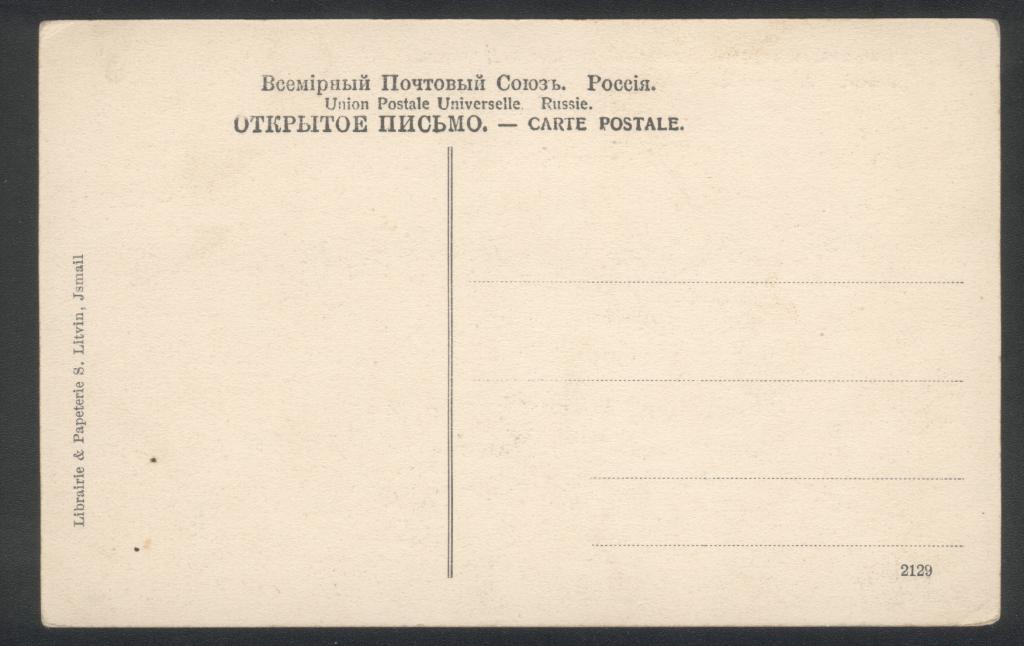 Всемірный Почтовый Союзъ. Россія.
Union Postale Universelle. Russie.
ОТКРЫТОЕ ПИСЬМО. — CARTE POSTALE.
Librairie & Papeterie S. Litvin, Jsmail
2129